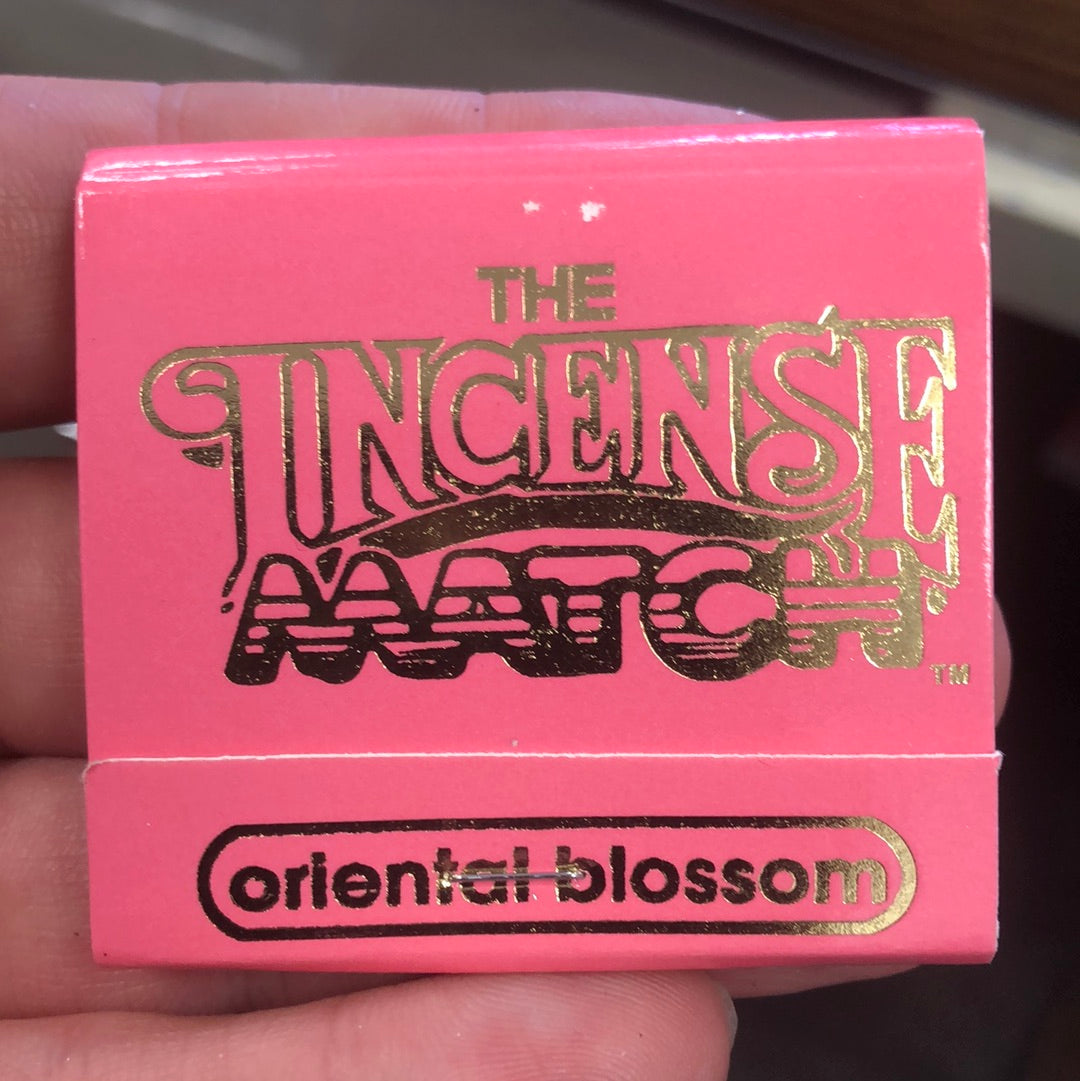 THE
INCENSE
MATCH
TM
oriental blossom